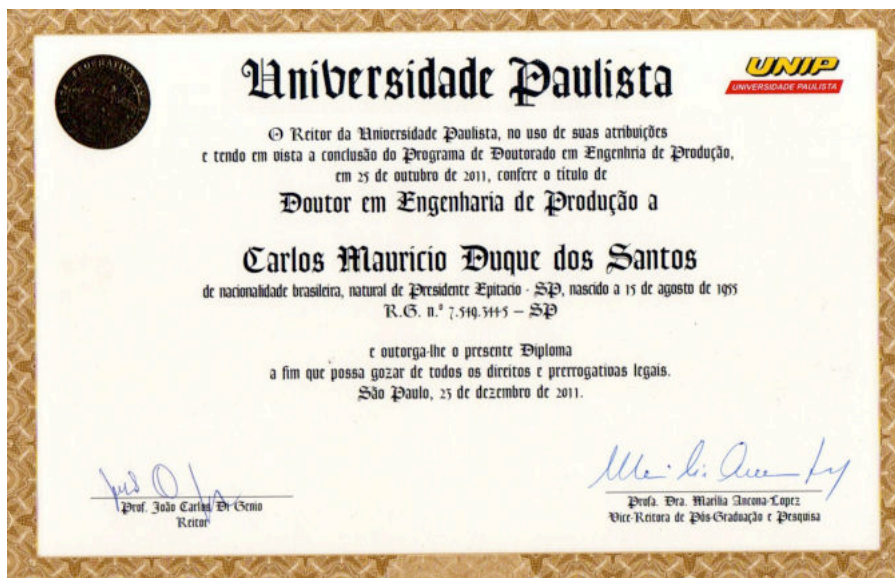 Universidade Paulista
UNIP
UNIVERSIDADE PAULISTA
O Reitor da Universidade Paulista, no uso de suas atribuições
e tendo em vista a conclusão do Programa de Doutorado em Engenhria de Produção,
em 25 de outubro de 2011, confere o título de
Doutor em Engenharia de Produção a
Carlos Mauricio Duque dos Santos
de nacionalidade brasileira, natural de Presidente Epitacio - SP, nascido a 15 de agosto de 1955
R.G. n.º 7.549.344-5 – SP
e outorga-lhe o presente Diploma
a fim que possa gozar de todos os direitos e prerrogativas legais.
São Paulo, 23 de dezembro de 2011.
Prof. João Carlos Di Genio
Reitor
Profa. Dra. Marilia Ancona-Lopez
Vice-Reitora de Pós-Graduação e Pesquisa